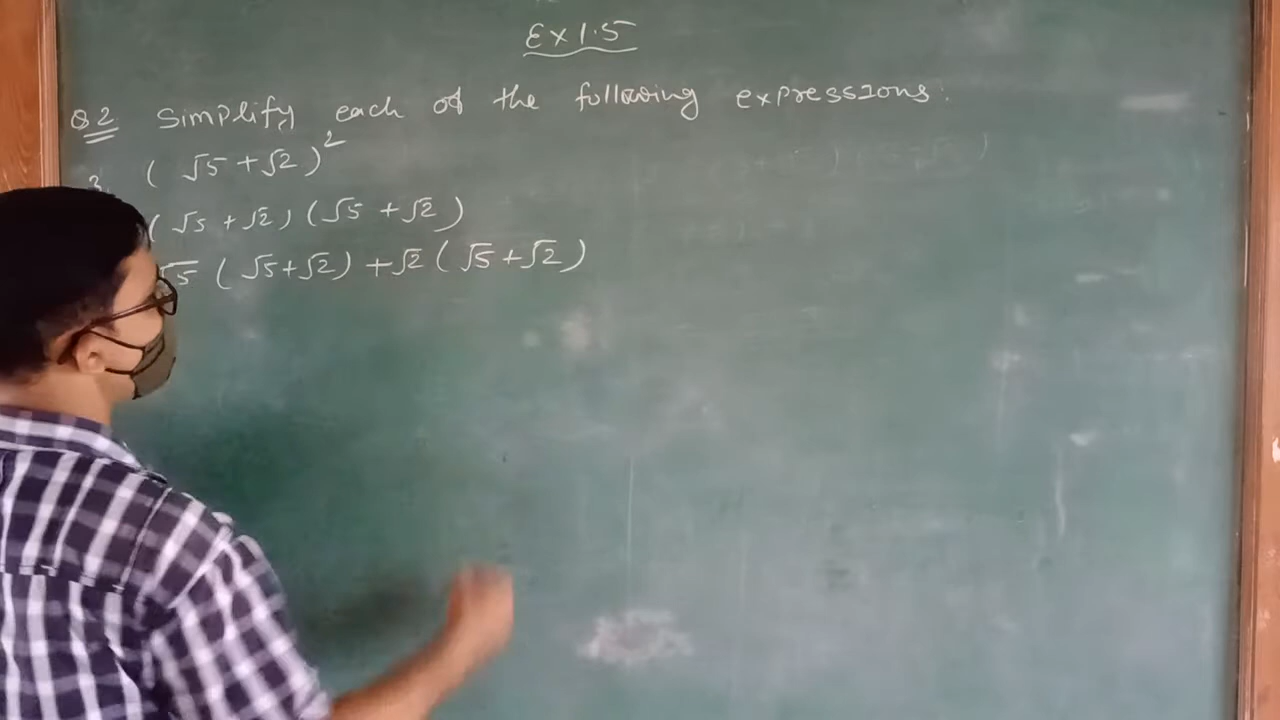 Ex 1.5
Q2 Simplify each of the following expressions:
3. (√5 + √2)²
(√5 + √2) (√5 + √2)
√5 (√5 + √2) + √2 (√5 + √2)